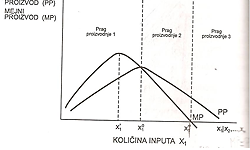 PROIZVOD (PP)
MEJNI
PROIZVOD (MP)
Prag
proizvodnje 1
Prag
proizvodnje 2
Prag
proizvodnje 3
PP
MP
KOLIČINA INPUTA X₁